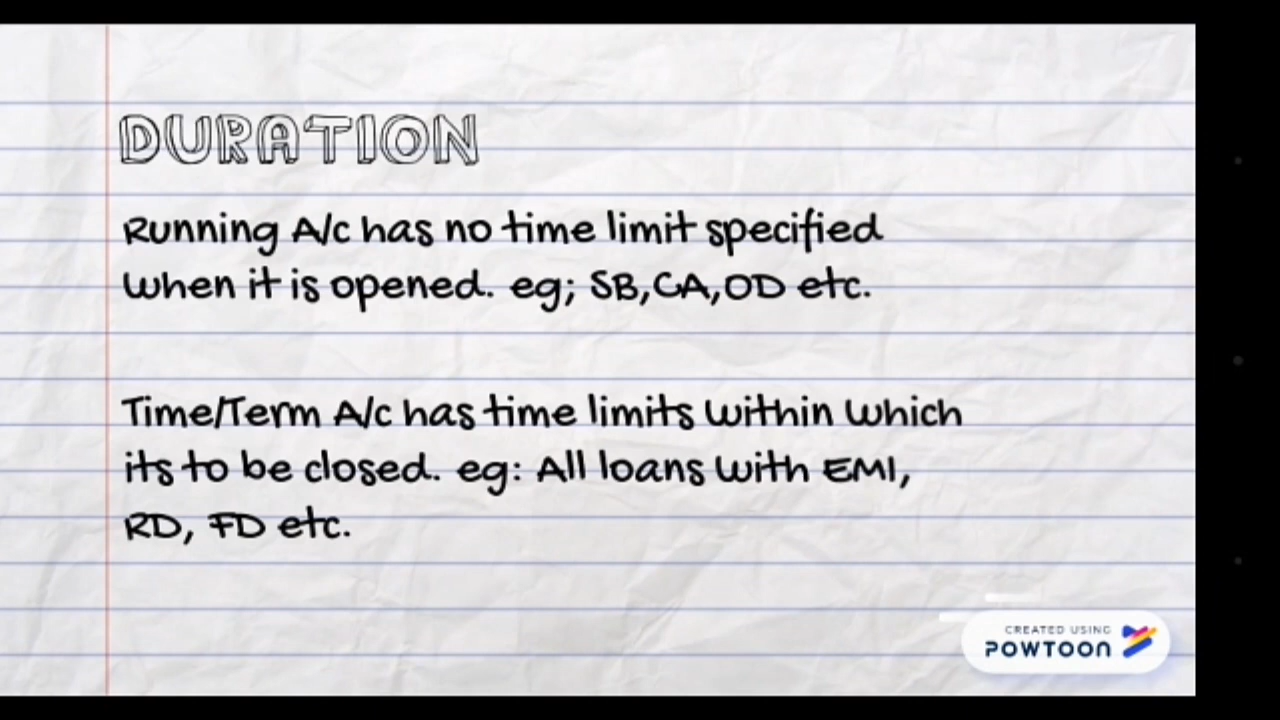 DURATION
Running A/c has no time limit specified
when it is opened. eg; SB,CA,OD etc.
Time/Term A/c has time limits within which
its to be closed. eg: All loans with EMI,
RD, FD etc.
CREATED USING
POWTOON